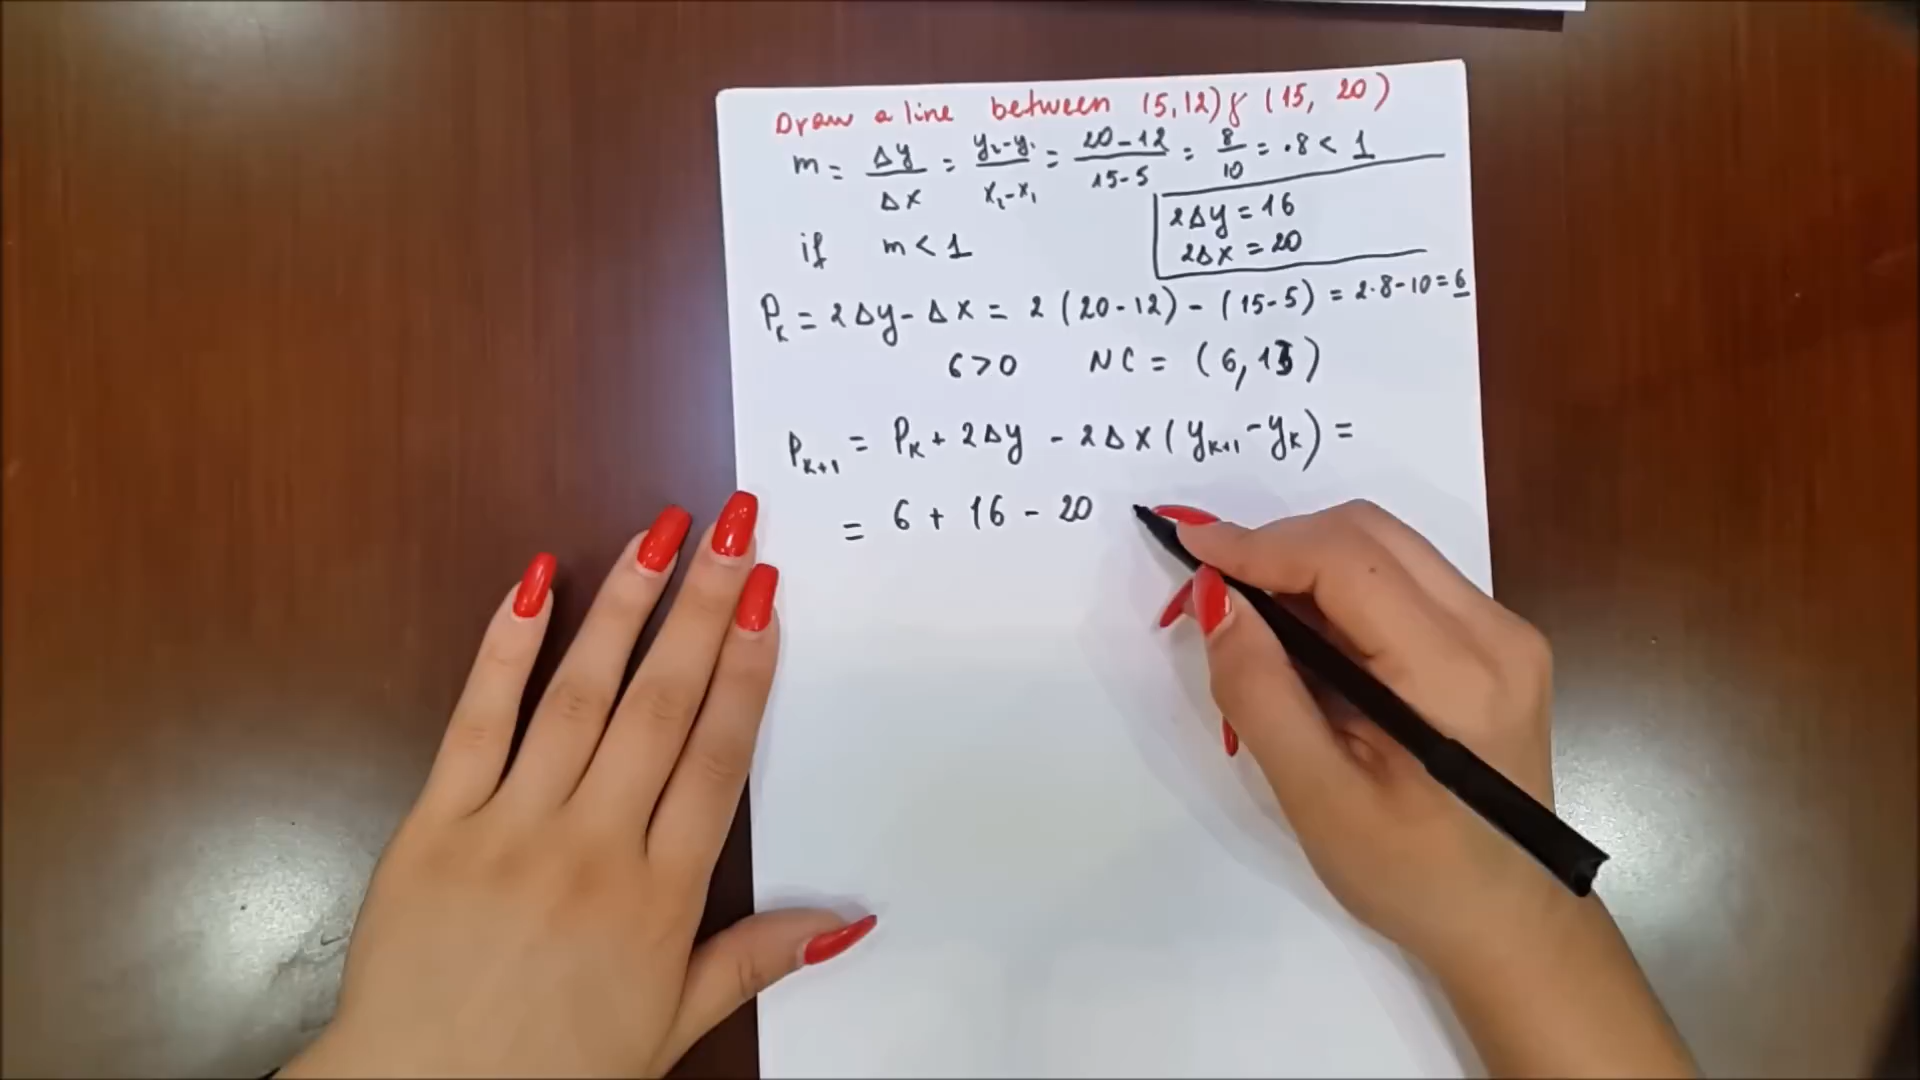 Draw a line between (5,12) & (15, 20)
m = Δy/Δx = y₂-y₁/x₂-x₁ = 20-12/15-5 = 8/10 = .8 < 1
2Δy = 16
2Δx = 20
if m < 1
Pₖ = 2Δy - Δx = 2 (20-12) - (15-5) = 2·8-10 = 6
6 > 0 NC = (6, 13)
Pₖ₊₁ = Pₖ + 2Δy - 2Δx (yₖ₊₁ - yₖ) =
= 6 + 16 - 20